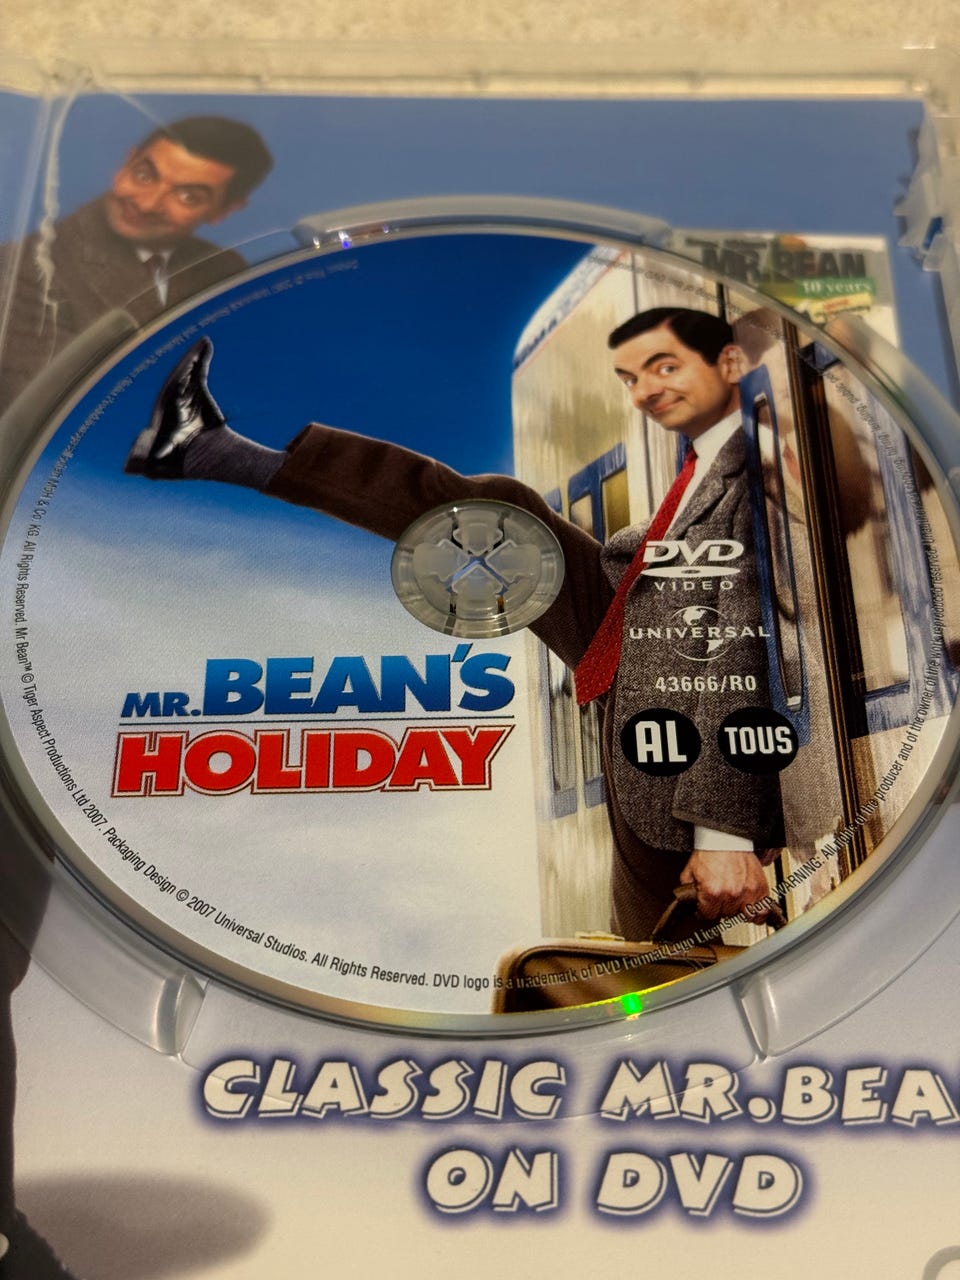 MR. BEAN
10 years
DVD
VIDEO
UNIVERSAL
43666/R0
AL TOUS
MR. BEAN'S
HOLIDAY
MGH & Co KG. All Rights Reserved. Mr Bean™ © Tiger Aspect Productions Ltd 2007. Packaging Design © 2007 Universal Studios. All Rights Reserved. DVD logo is a trademark of DVD Format/Logo Licensing Corp. WARNING: All rights of the producer and of the owner of the work reproduced reserved.
CLASSIC MR.BEA
ON DVD